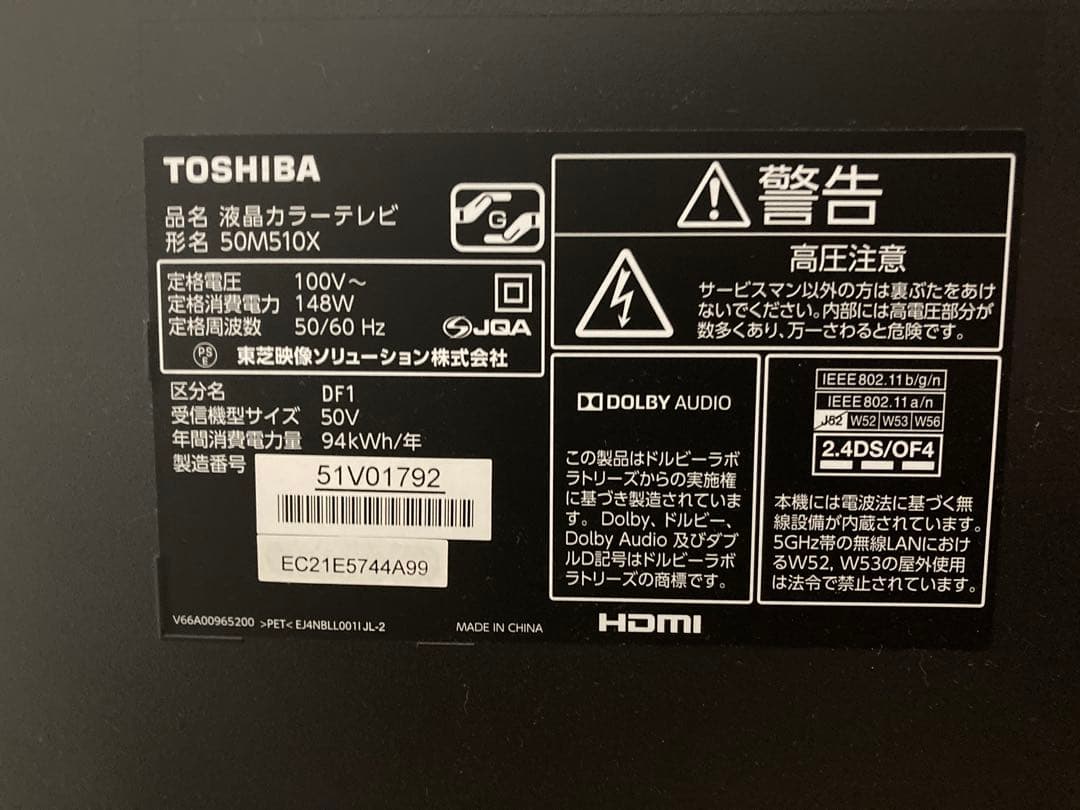 TOSHIBA
品名 液晶カラーテレビ
形名 50M510X
G
定格電圧 100V～
定格消費電力 148W
定格周波数 50/60 Hz
JQA
PS
E
東芝映像ソリューション株式会社
区分名 DF1
受信機型サイズ 50V
年間消費電力量 94kWh/年
製造番号
51V01792
EC21E5744A99
V66A00965200 >PET< EJ4NBLL001I JL-2
MADE IN CHINA
警告
高圧注意
サービスマン以外の方は裏ぶたをあけ
ないでください。内部には高電圧部分が
数多くあり、万一さわると危険です。
DOLBY AUDIO
この製品はドルビーラボ
ラトリーズからの実施権
に基づき製造されていま
す。Dolby、ドルビー、
Dolby Audio 及びダブ
ルD記号はドルビーラボ
ラトリーズの商標です。
HDMI
IEEE802.11b/g/n
IEEE802.11a/n
J52 W52 W53 W56
2.4DS/OF4
本機には電波法に基づく無
線設備が内蔵されています。
5GHz帯の無線LANにおけ
るW52, W53の屋外使用
は法令で禁止されています。